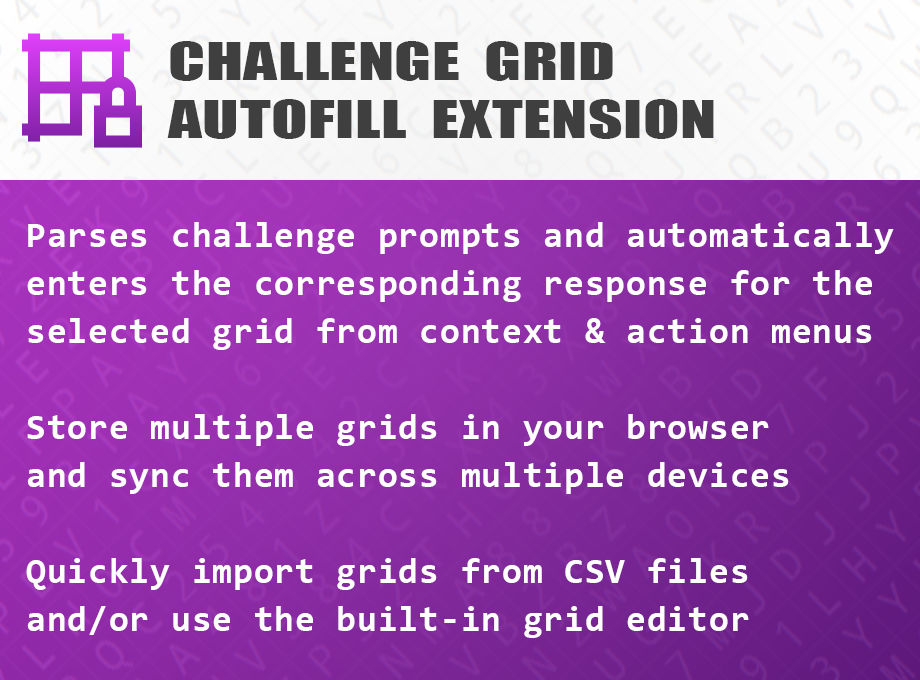 CHALLENGE GRID
AUTOFILL EXTENSION
Parses challenge prompts and automatically
enters the corresponding response for the
selected grid from context & action menus
Store multiple grids in your browser
and sync them across multiple devices
Quickly import grids from CSV files
and/or use the built-in grid editor